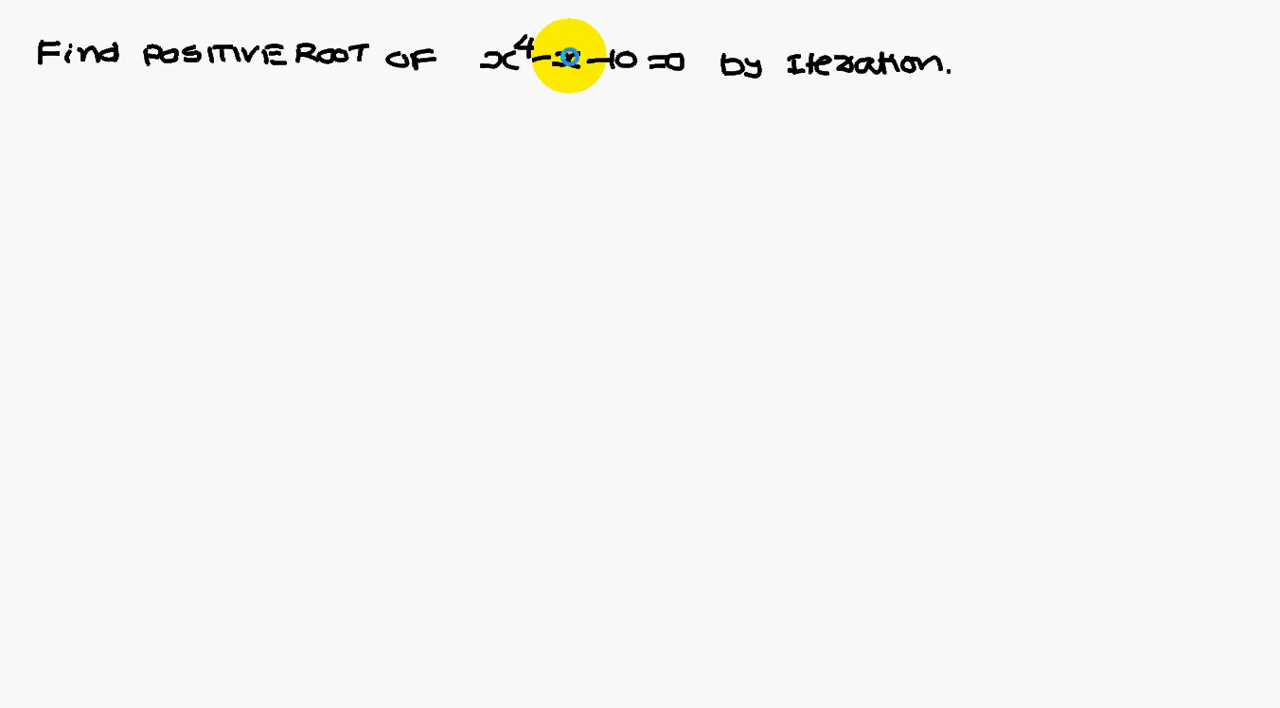 Find POSITIVE ROOT OF x⁴-x-10=0 by Iteration.